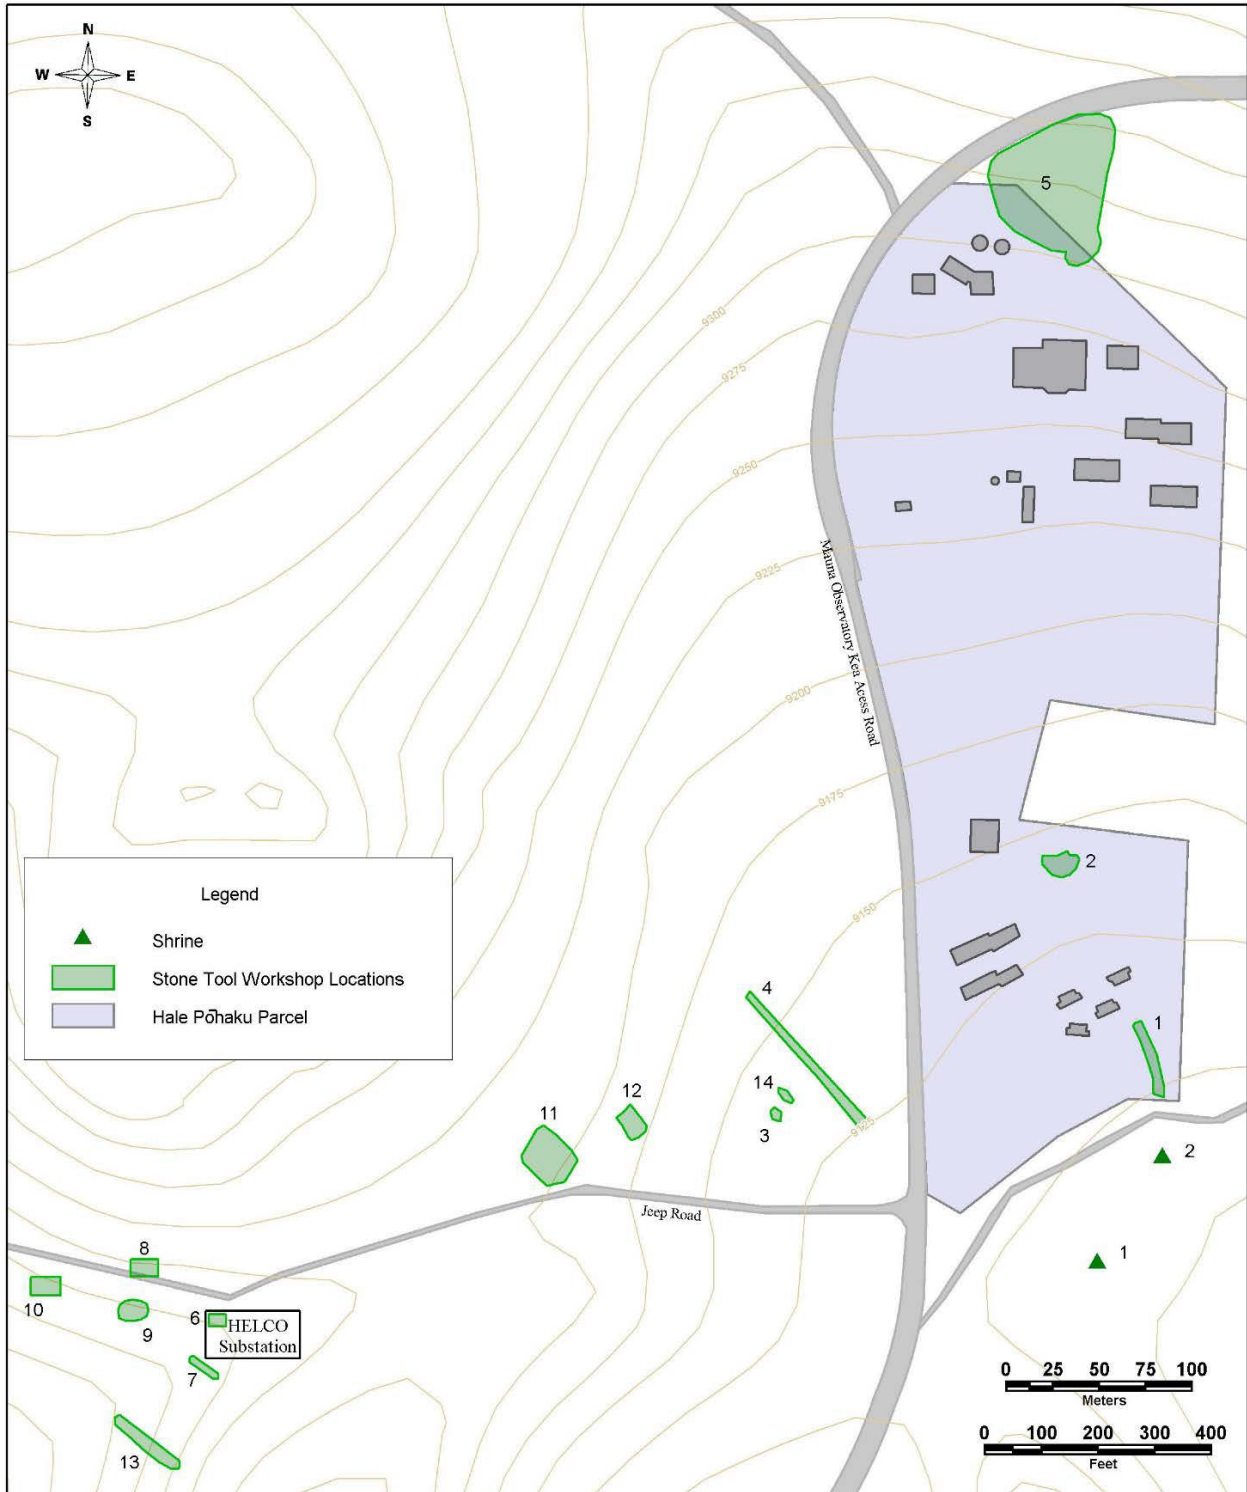 N
W E
S
5
9300
9275
9250
9225
Mauna Observatory Kea Acess Road
9200
9175
2
9150
Legend
Shrine
Stone Tool Workshop Locations
Hale Pōhaku Parcel
4
1
14
12
11
3
9125
2
Jeep Road
8
1
10
9
6
HELCO
Substation
7
13
0 25 50 75 100
Meters
0 100 200 300 400
Feet